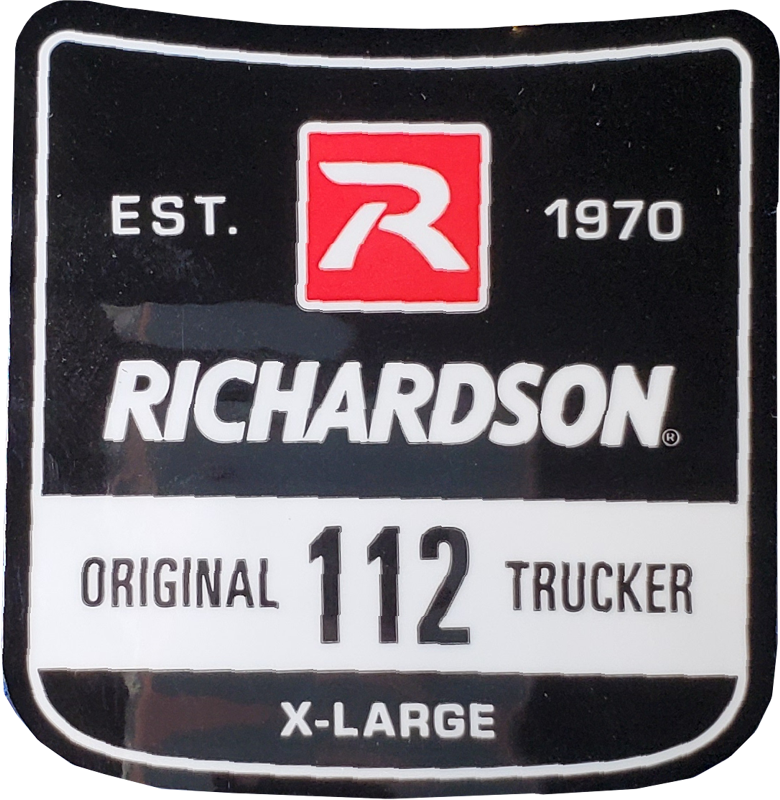 EST. R 1970
RICHARDSON®
ORIGINAL 112 TRUCKER
X-LARGE